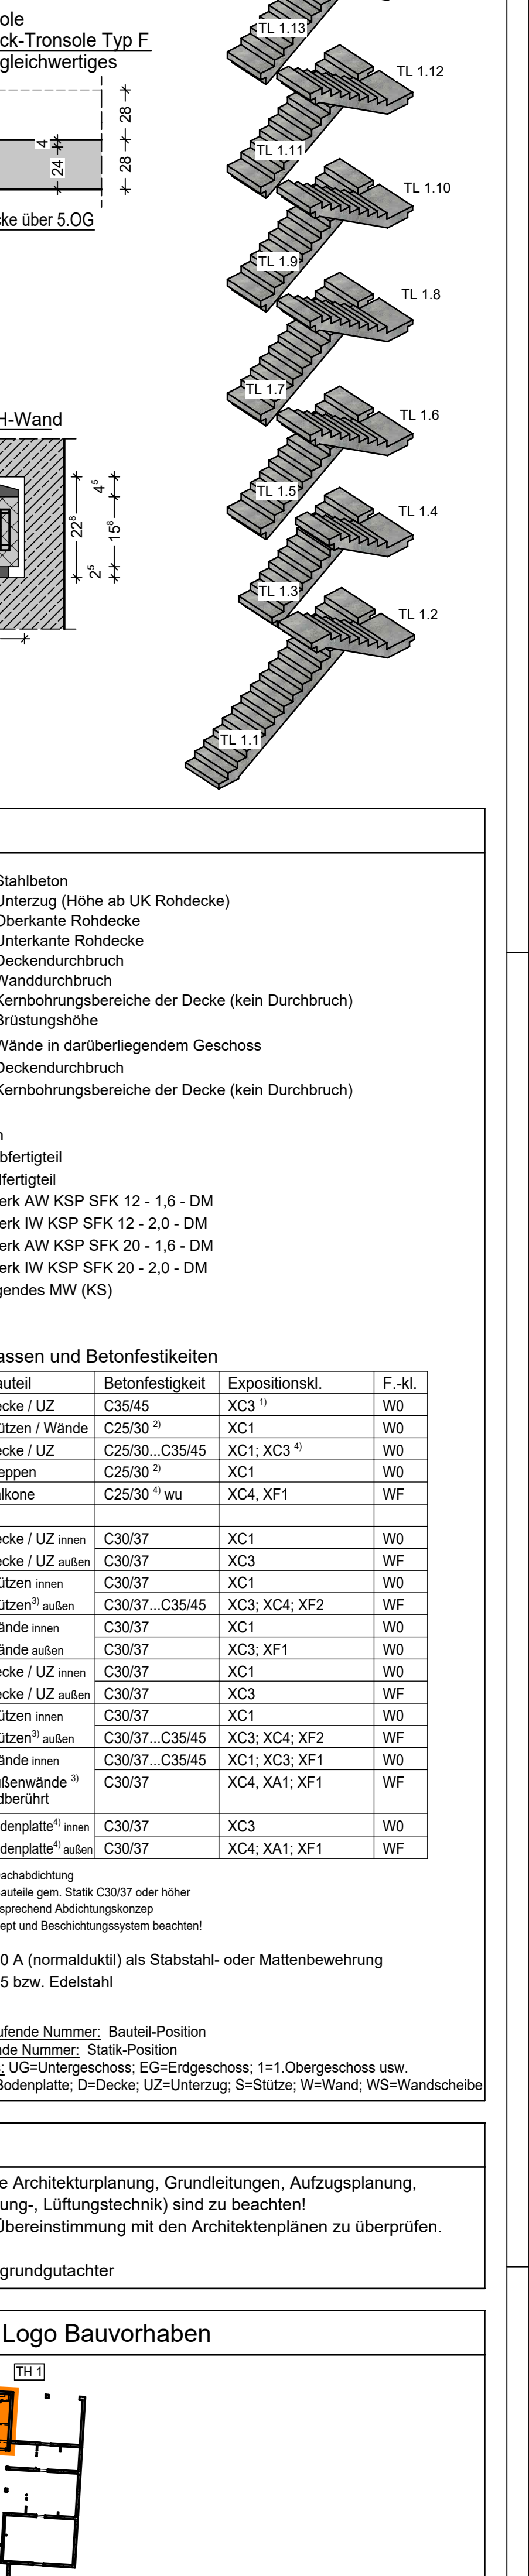 ole
ck-Tronsole Typ F
gleichwertiges
4
24
28
28
cke über 5.OG
TL 1.13
TL 1.12
TL 1.11
TL 1.10
TL 1.9
TL 1.8
TL 1.7
TL 1.6
TL 1.5
TL 1.4
TL 1.3
TL 1.2
TL 1.1
H-Wand
22⁸
4⁵
15⁸
2⁵
Stahlbeton
Unterzug (Höhe ab UK Rohdecke)
Oberkante Rohdecke
Unterkante Rohdecke
Deckendurchbruch
Wanddurchbruch
Kernbohrungsbereiche der Decke (kein Durchbruch)
Brüstungshöhe
Wände in darüberliegendem Geschoss
Deckendurchbruch
Kernbohrungsbereiche der Decke (kein Durchbruch)
n
bfertigteil
lfertigteil
erk AW KSP SFK 12 - 1,6 - DM
erk IW KSP SFK 12 - 2,0 - DM
erk AW KSP SFK 20 - 1,6 - DM
erk IW KSP SFK 20 - 2,0 - DM
gendes MW (KS)
assen und Betonfestikeiten
auteil Betonfestigkeit Expositionskl. F.-kl.
ecke / UZ C35/45 XC3 ¹⁾ W0
ützen / Wände C25/30 ²⁾ XC1 W0
ecke / UZ C25/30...C35/45 XC1; XC3 ⁴⁾ W0
eppen C25/30 ²⁾ XC1 W0
alkone C25/30 ⁴⁾ wu XC4, XF1 WF
ecke / UZ innen C30/37 XC1 W0
ecke / UZ außen C30/37 XC3 WF
ützen innen C30/37 XC1 W0
ützen³⁾ außen C30/37...C35/45 XC3; XC4; XF2 WF
ände innen C30/37 XC1 W0
ände außen C30/37 XC3; XF1 W0
ecke / UZ innen C30/37 XC1 W0
ecke / UZ außen C30/37 XC3 WF
ützen innen C30/37 XC1 W0
ützen³⁾ außen C30/37...C35/45 XC3; XC4; XF2 WF
ände innen C30/37...C35/45 XC1; XC3; XF1 W0
ußenwände ³⁾ C30/37 XC4, XA1; XF1 WF
dberührt
denplatte⁴⁾ innen C30/37 XC3 W0
denplatte⁴⁾ außen C30/37 XC4; XA1; XF1 WF
Dachabdichtung
auteile gem. Statik C30/37 oder höher
sprechend Abdichtungskonzep
ept und Beschichtungssystem beachten!
0 A (normalduktil) als Stabstahl- oder Mattenbewehrung
5 bzw. Edelstahl
ufende Nummer: Bauteil-Position
nde Nummer: Statik-Position
s: UG=Untergeschoss; EG=Erdgeschoss; 1=1.Obergeschoss usw.
Bodenplatte; D=Decke; UZ=Unterzug; S=Stütze; W=Wand; WS=Wandscheibe
e Architekturplanung, Grundleitungen, Aufzugsplanung,
ung-, Lüftungstechnik) sind zu beachten!
Übereinstimmung mit den Architektenplänen zu überprüfen.
grundgutachter
Logo Bauvorhaben
TH 1